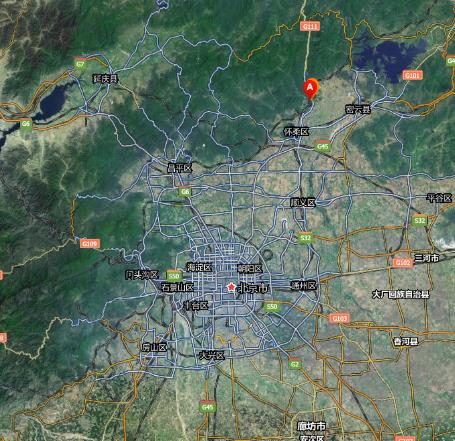 G111
G7
延庆县
G101
A
密云县
G6
怀柔区
G45
昌平区
G6
平谷区
顺义区
S32
S32
G109
三河市
G102
海淀区
朝阳区
门头沟区
S50
石景山区
北京市
通州区
大厂回族自治县
丰台区
S50
G103
香河县
房山区
大兴区
G2
G45
廊坊市
安次区